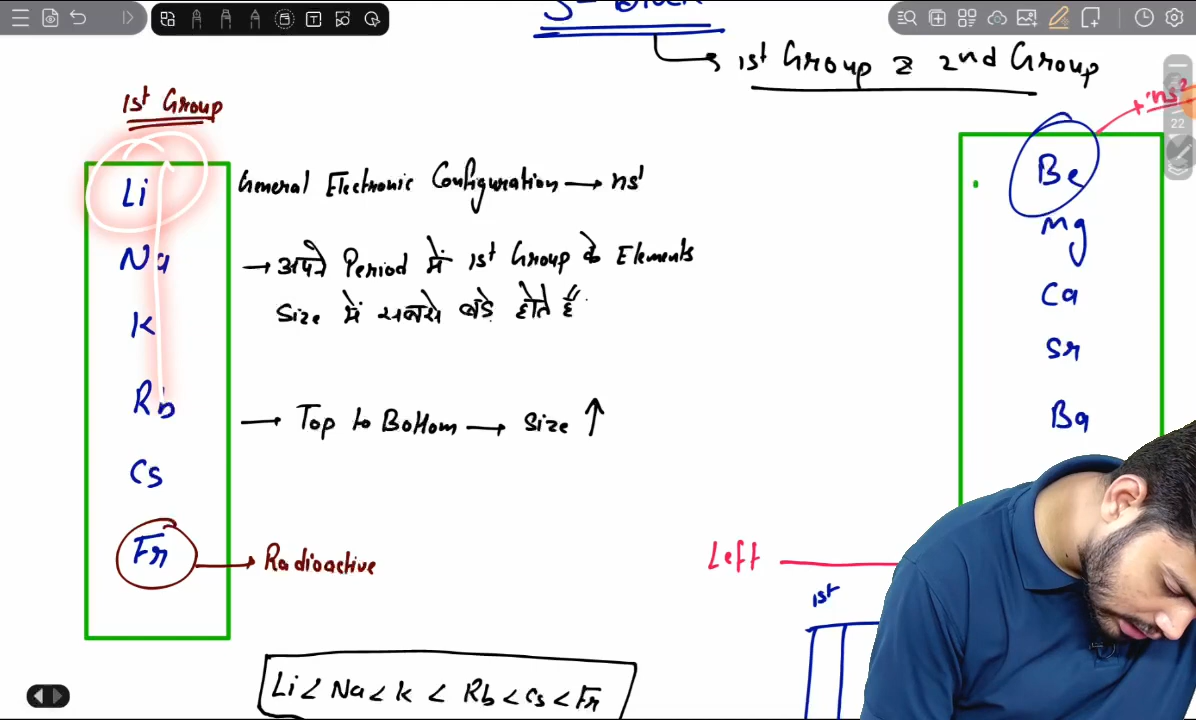 1st Group & 2nd Group
1st Group
ns²
Li
General Electronic Configuration → ns¹
Be
Na
→ अपने Period में 1st Group के Elements
Size में सबसे बड़े होते हैं
Mg
Ca
K
Sr
Rb
→ Top to Bottom → Size ↑
Ba
Cs
Fr → Radioactive
Left
1st
Li < Na < K < Rb < Cs < Fr
22